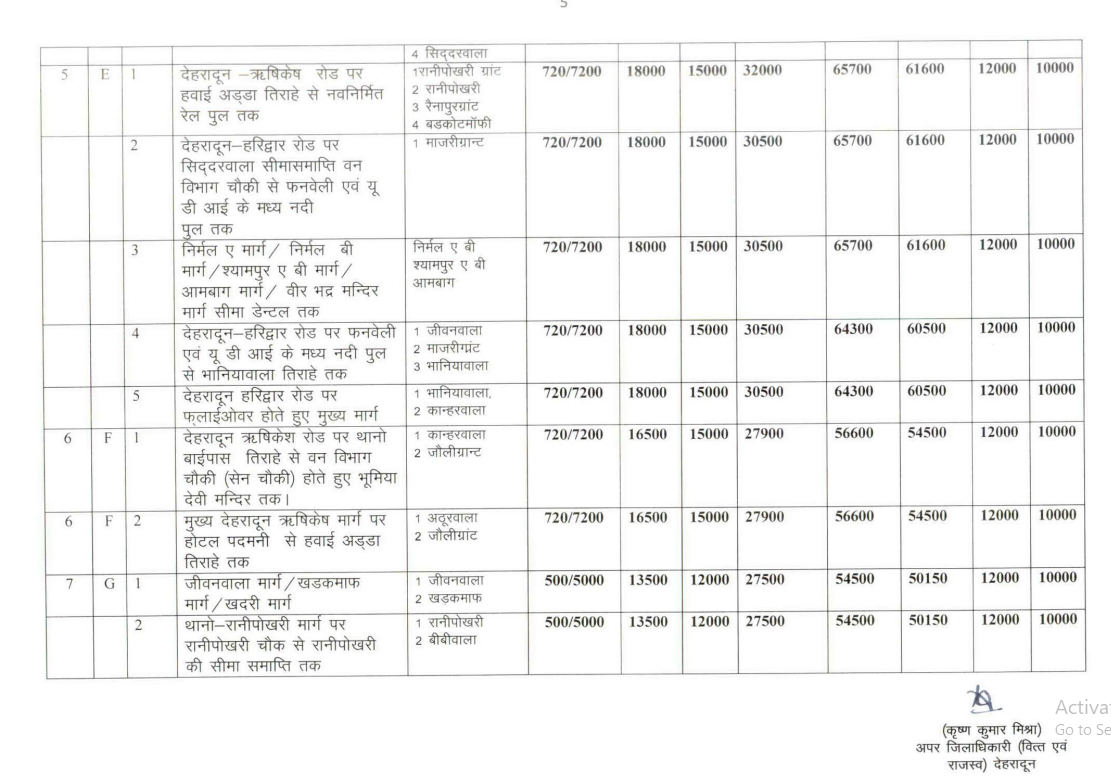 5
4 सिद्दरवाला
5 E 1 देहरादून –ऋषिकेष रोड पर 1रानीपोखरी ग्रांट 720/7200 18000 15000 32000 65700 61600 12000 10000
हवाई अड्डा तिराहे से नवनिर्मित 2 रानीपोखरी
रेल पुल तक 3 रैनापुरग्रांट
4 बडकोटमॉफी
2 देहरादून–हरिद्वार रोड पर 1 माजरीग्रान्ट 720/7200 18000 15000 30500 65700 61600 12000 10000
सिद्दरवाला सीमासमाप्ति वन
विभाग चौकी से फनवेली एवं यू
डी आई के मध्य नदी
पुल तक
3 निर्मल ए मार्ग/ निर्मल बी निर्मल ए बी 720/7200 18000 15000 30500 65700 61600 12000 10000
मार्ग/श्यामपुर ए बी मार्ग/ श्यामपुर ए बी
आमबाग मार्ग/ वीर भद्र मन्दिर आमबाग
मार्ग सीमा डेन्टल तक
4 देहरादून–हरिद्वार रोड पर फनवेली 1 जीवनवाला 720/7200 18000 15000 30500 64300 60500 12000 10000
एवं यू डी आई के मध्य नदी पुल 2 माजरीग्रांट
से भानियावाला तिराहे तक 3 भानियावाला
5 देहरादून हरिद्वार रोड पर 1 भानियावाला, 720/7200 18000 15000 30500 64300 60500 12000 10000
फ्लाईओवर होते हुए मुख्य मार्ग 2 कान्हरवाला
6 F 1 देहरादून ऋषिकेश रोड पर थानो 1 कान्हरवाला 720/7200 16500 15000 27900 56600 54500 12000 10000
बाईपास तिराहे से वन विभाग 2 जौलीग्रान्ट
चौकी (सेन चौकी) होते हुए भूमिया
देवी मन्दिर तक।
6 F 2 मुख्य देहरादून ऋषिकेष मार्ग पर 1 अदूरवाला 720/7200 16500 15000 27900 56600 54500 12000 10000
होटल पदमनी से हवाई अड्डा 2 जौलीग्रांट
तिराहे तक
7 G 1 जीवनवाला मार्ग/खडकमाफ 1 जीवनवाला 500/5000 13500 12000 27500 54500 50150 12000 10000
मार्ग/खदरी मार्ग 2 खड़कमाफ
2 थानो–रानीपोखरी मार्ग पर 1 रानीपोखरी 500/5000 13500 12000 27500 54500 50150 12000 10000
रानीपोखरी चौक से रानीपोखरी 2 बीबीवाला
की सीमा समाप्ति तक
(कृष्ण कुमार मिश्रा)
अपर जिलाधिकारी (वित्त एवं
राजस्व) देहरादून
Activa
Go to Se